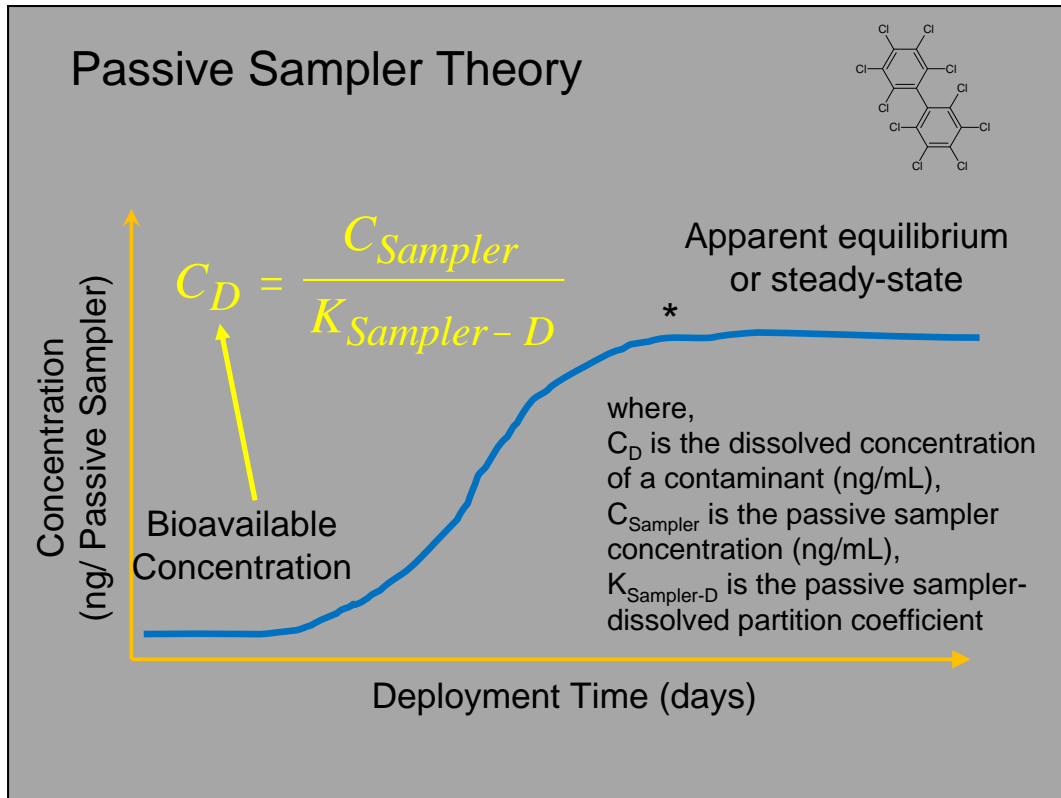 Passive Sampler Theory
Cl
Cl
Cl
Cl
Cl
Cl
Cl
Cl
Cl
Cl
C_D = C_Sampler / K_Sampler – D
Apparent equilibrium
or steady-state
*
Concentration
(ng/ Passive Sampler)
Bioavailable
Concentration
where,
C_D is the dissolved concentration
of a contaminant (ng/mL),
C_Sampler is the passive sampler
concentration (ng/mL),
K_Sampler-D is the passive sampler-
dissolved partition coefficient
Deployment Time (days)